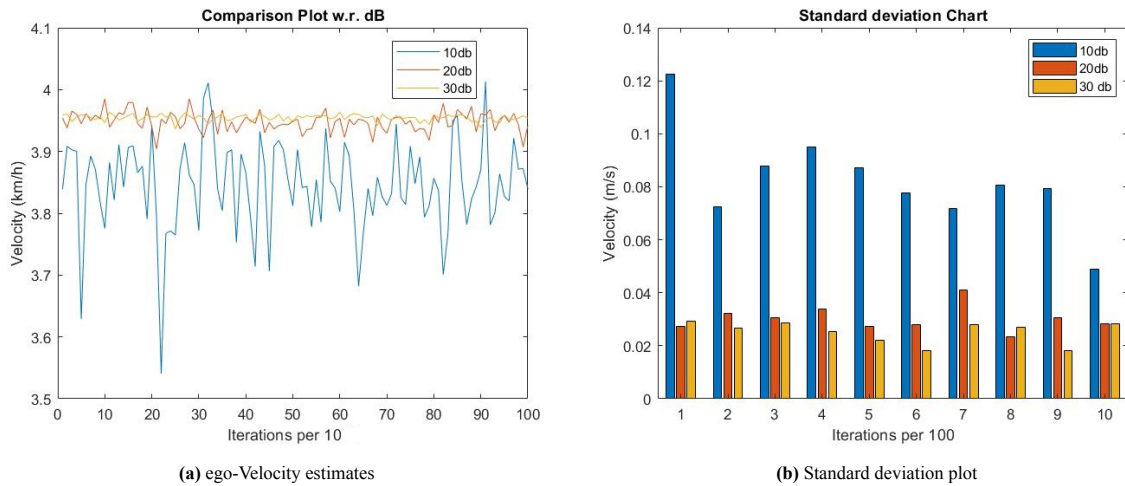 Comparison Plot w.r. dB
4.1
4
3.9
3.8
3.7
3.6
3.5
Velocity (km/h)
10db
20db
30db
0 10 20 30 40 50 60 70 80 90 100
Iterations per 10
(a) ego-Velocity estimates
Standard deviation Chart
0.14
0.12
0.1
0.08
0.06
0.04
0.02
0
Velocity (m/s)
10db
20db
30 db
1 2 3 4 5 6 7 8 9 10
Iterations per 100
(b) Standard deviation plot